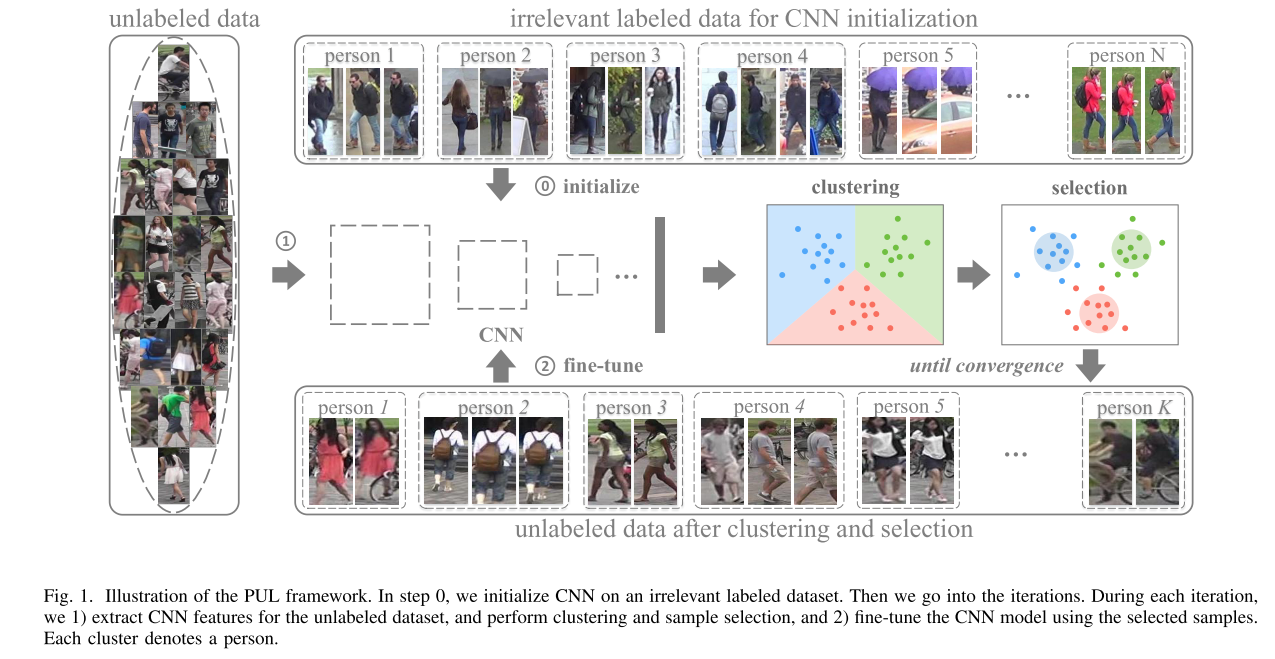 unlabeled data
irrelevant labeled data for CNN initialization
person 1
person 2
person 3
person 4
person 5
...
person N
⓪ initialize
clustering
selection
①
...
CNN
② fine-tune
until convergence
person 1
person 2
person 3
person 4
person 5
...
person K
unlabeled data after clustering and selection
Fig. 1. Illustration of the PUL framework. In step 0, we initialize CNN on an irrelevant labeled dataset. Then we go into the iterations. During each iteration,
we 1) extract CNN features for the unlabeled dataset, and perform clustering and sample selection, and 2) fine-tune the CNN model using the selected samples.
Each cluster denotes a person.